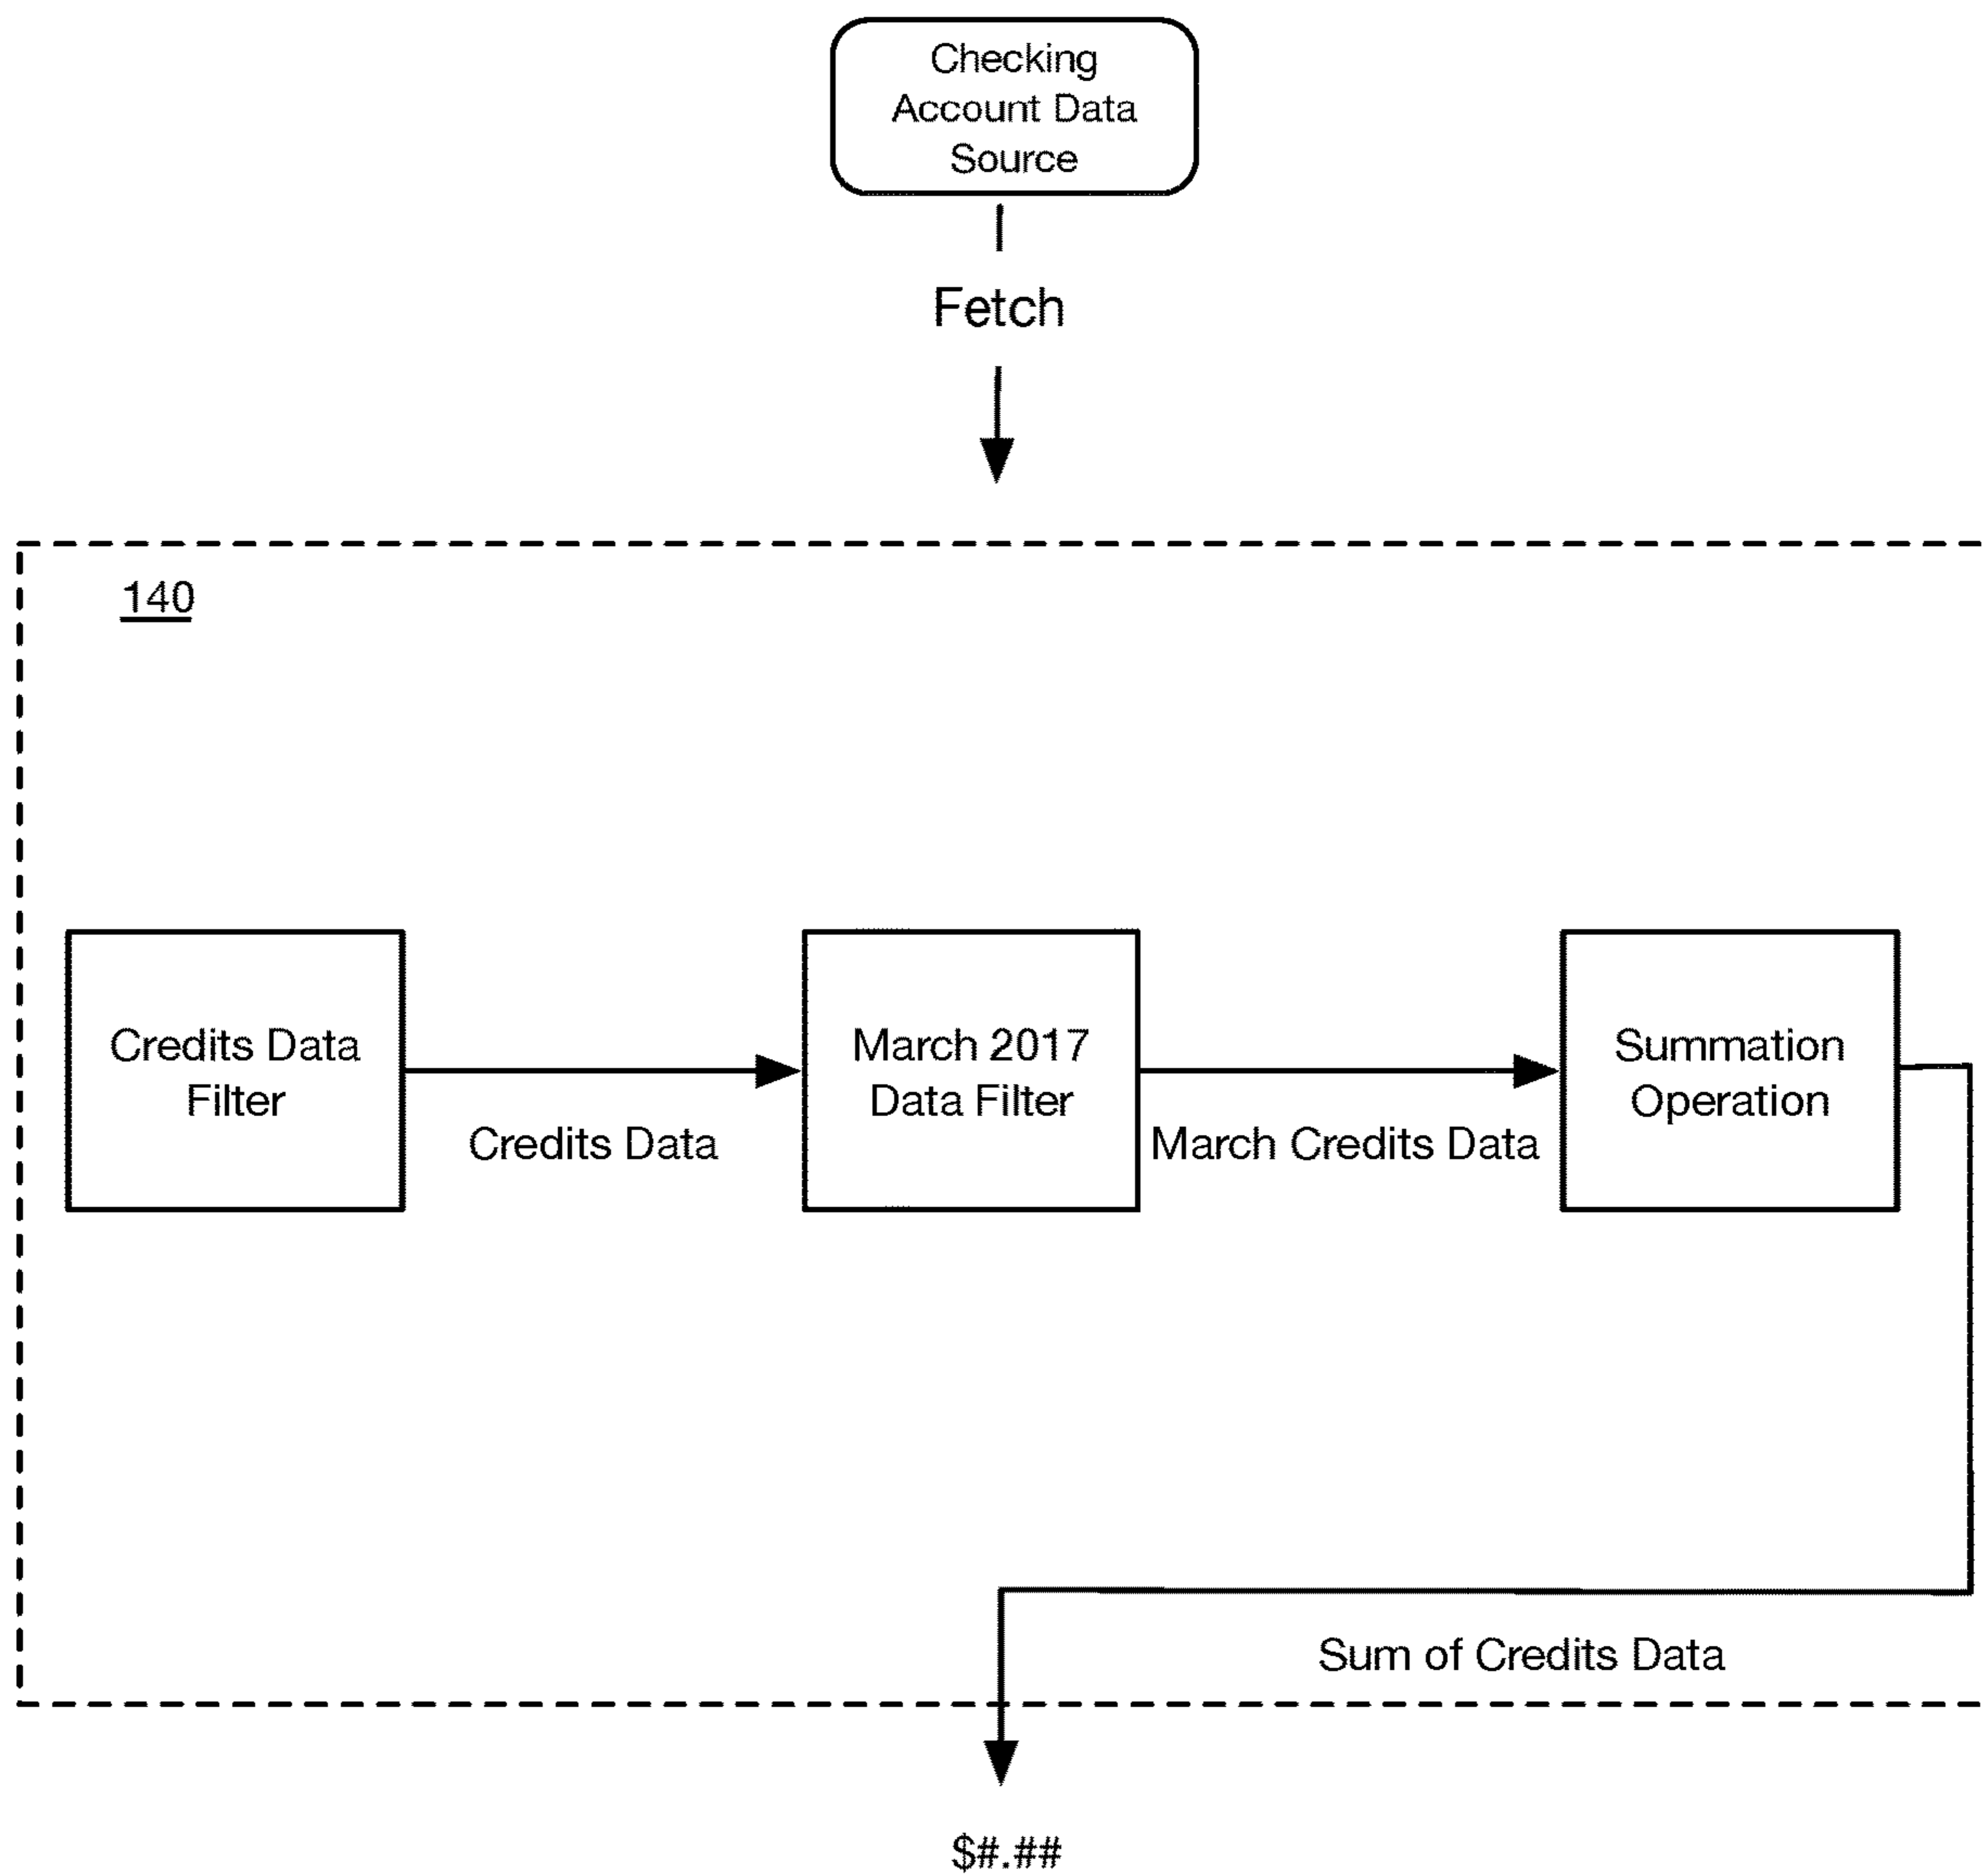 Checking
Account Data
Source
Fetch
140
Credits Data
Filter
Credits Data
March 2017
Data Filter
March Credits Data
Summation
Operation
Sum of Credits Data
$#.##